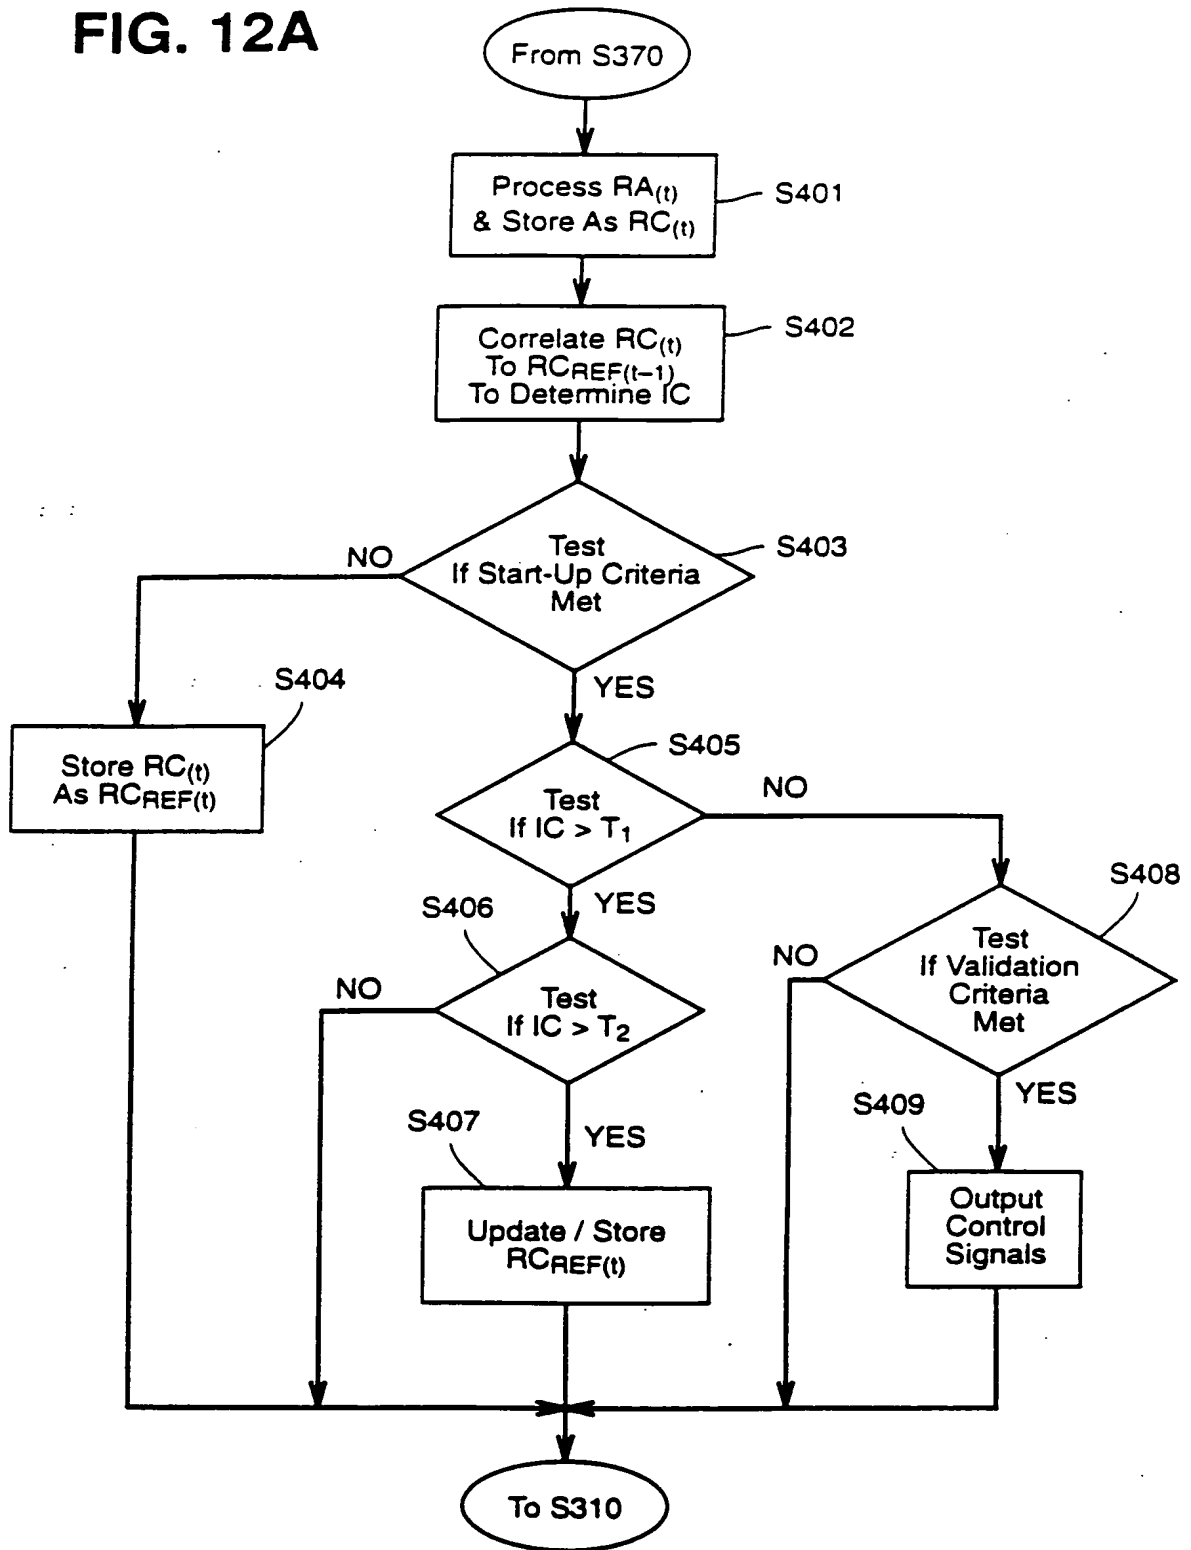 FIG. 12A
From S370
Process RA(t)
& Store As RC(t)
S401
Correlate RC(t)
To RCREF(t–1)
To Determine IC
S402
Test
If Start-Up Criteria
Met
S403
NO
YES
S404
Store RC(t)
As RCREF(t)
S405
Test
If IC > T1
NO
YES
S406
Test
If IC > T2
NO
YES
S408
Test
If Validation
Criteria
Met
NO
YES
S407
Update / Store
RCREF(t)
S409
Output
Control
Signals
To S310